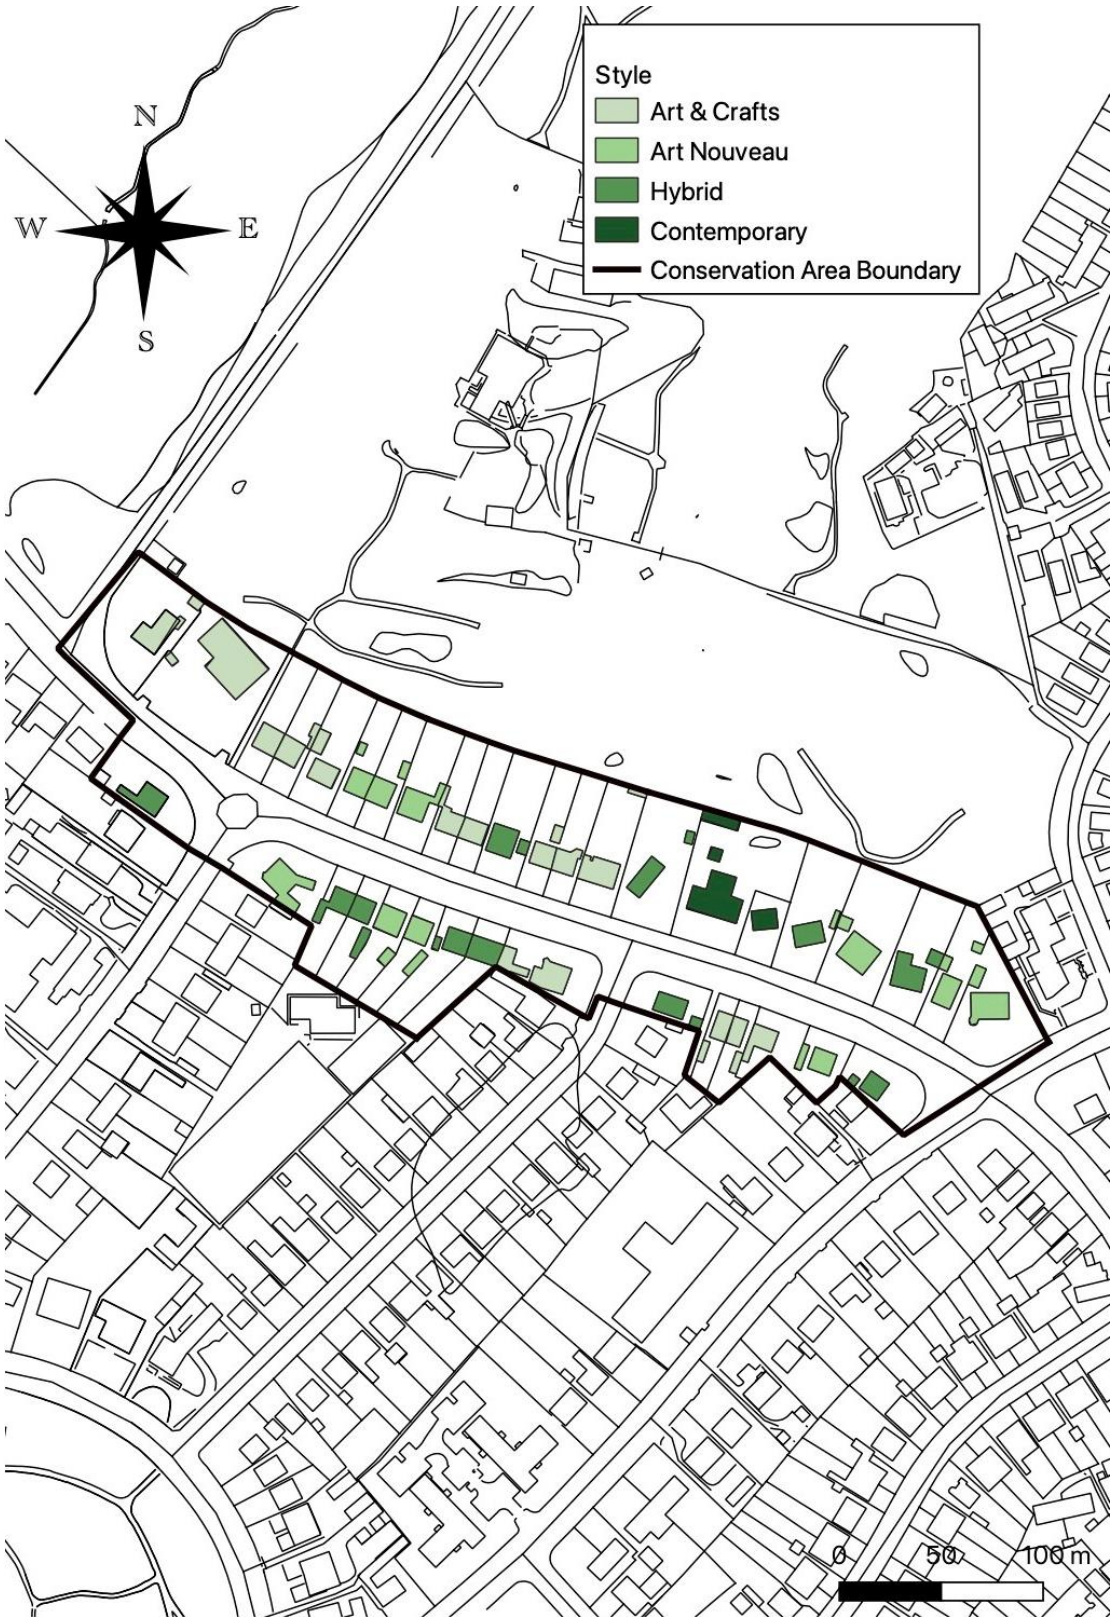 N
W
E
S
Style
Art & Crafts
Art Nouveau
Hybrid
Contemporary
Conservation Area Boundary
0 50 100 m